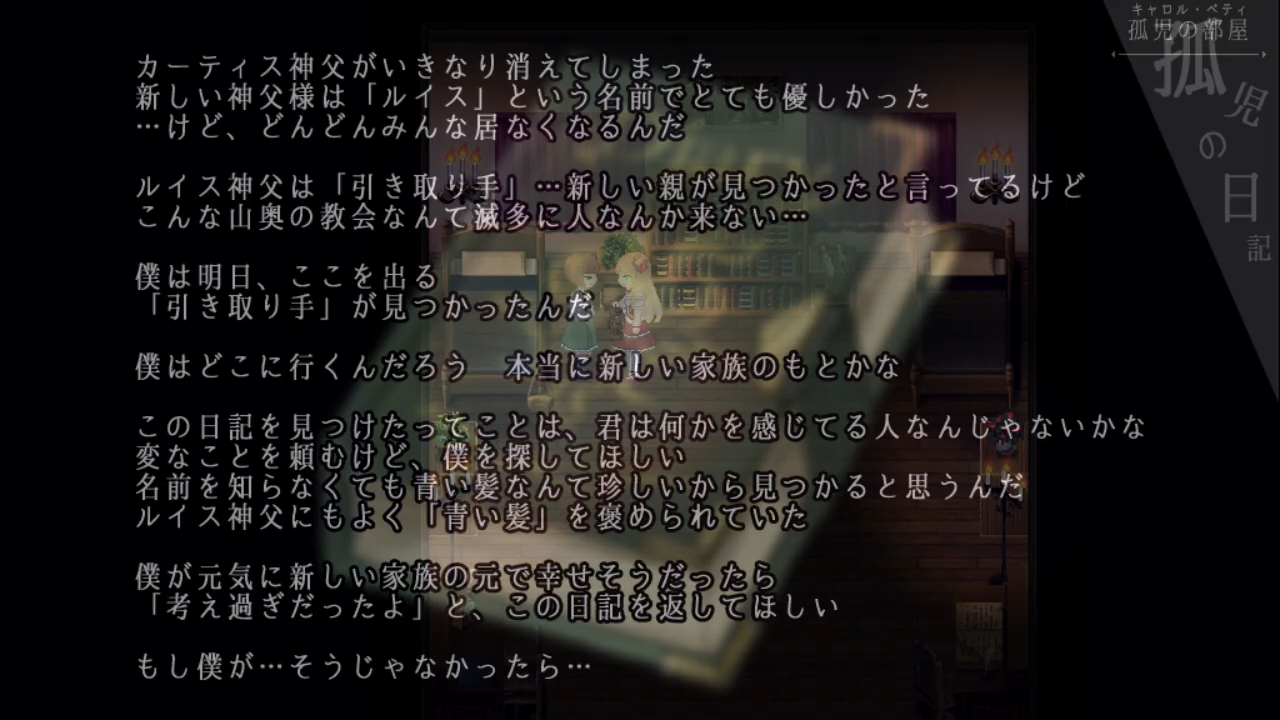 キャロル・ベティ
孤児の部屋
孤児の日記
カーティス神父がいきなり消えてしまった
新しい神父様は「ルイス」という名前でとても優しかった
…けど、どんどんみんな居なくなるんだ
ルイス神父は「引き取り手」…新しい親が見つかったと言ってるけど
こんな山奥の教会なんて滅多に人なんか来ない…
僕は明日、ここを出る
「引き取り手」が見つかったんだ
僕はどこに行くんだろう　本当に新しい家族のもとかな
この日記を見つけたってことは、君は何かを感じてる人なんじゃないかな
変なことを頼むけど、僕を探してほしい
名前を知らなくても青い髪なんて珍しいから見つかると思うんだ
ルイス神父にもよく「青い髪」を褒められていた
僕が元気に新しい家族の元で幸せそうだったら
「考え過ぎだったよ」と、この日記を返してほしい
もし僕が…そうじゃなかったら…